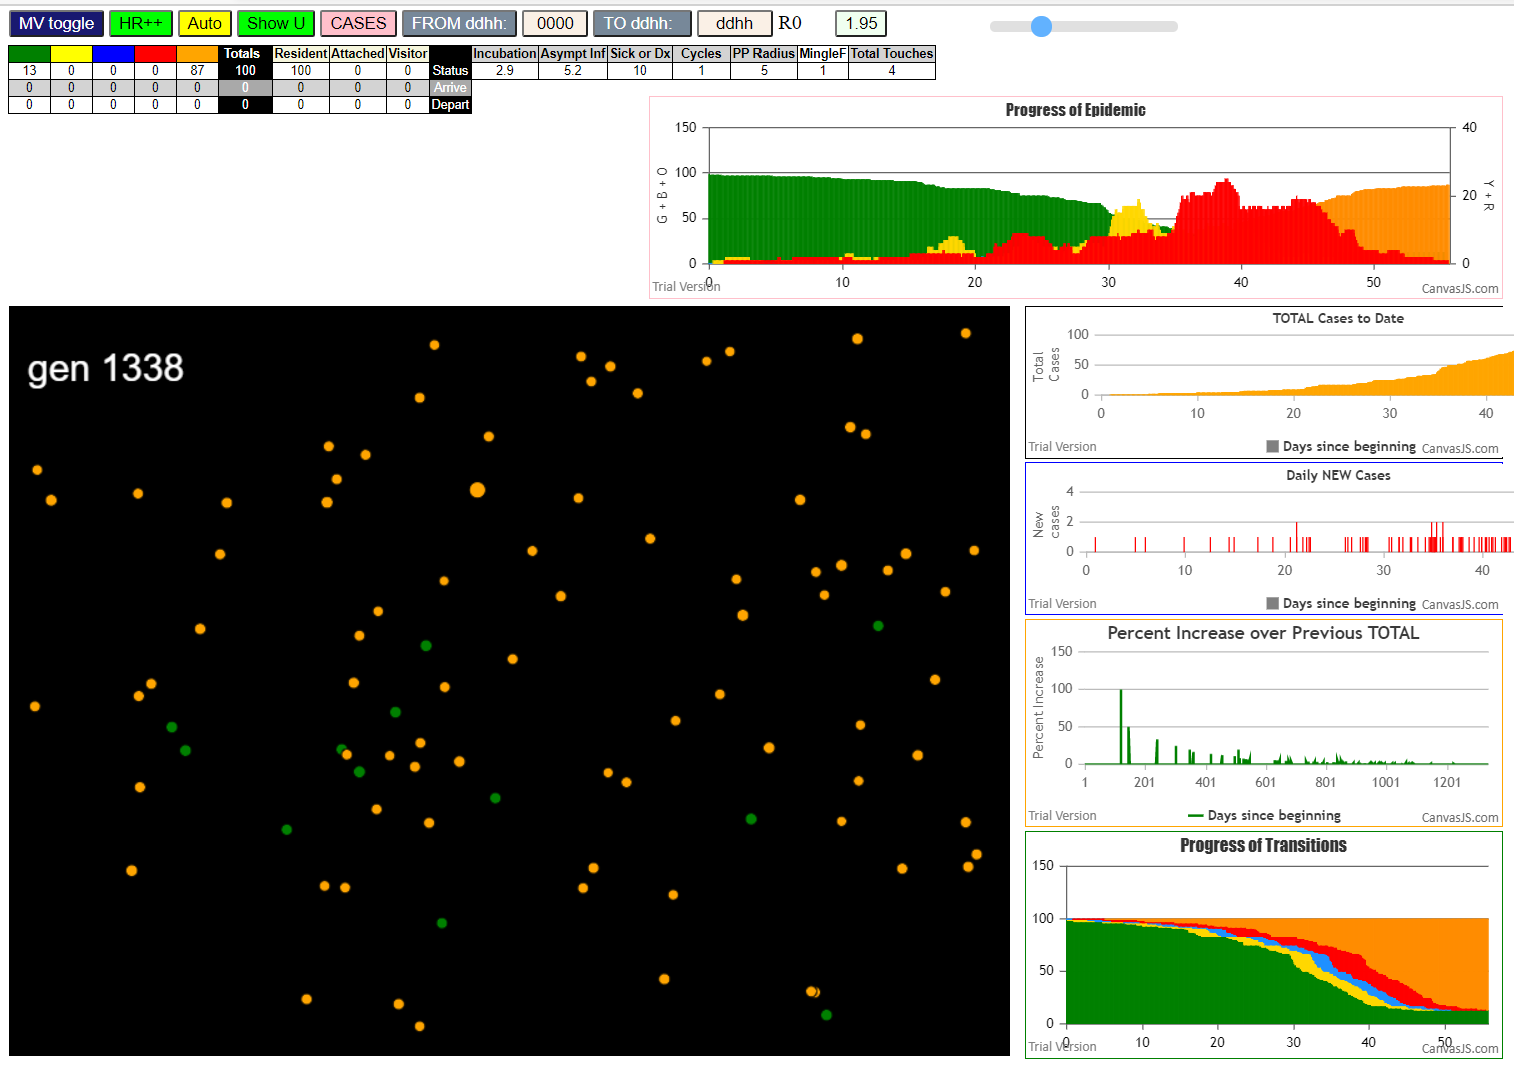 MV toggle HR++ Auto Show U CASES FROM ddhh: 0000 TO ddhh: ddhh R0 1.95
Totals Resident Attached Visitor Incubation Asympt Inf Sick or Dx Cycles PP Radius MingleF Total Touches
13 0 0 0 87 100 100 0 0 Status 2.9 5.2 10 1 5 1 4
0 0 0 0 0 0 0 0 0 Arrive
0 0 0 0 0 0 0 0 0 Depart
Progress of Epidemic
150 40
100
G + B + O
20
Y + R
50
0 0
0 10 20 30 40 50
Trial Version CanvasJS.com
gen 1338
TOTAL Cases to Date
100
Total
Cases
50
0
0 10 20 30 40
Days since beginning
Trial Version CanvasJS.com
Daily NEW Cases
4
New
cases
2
0
0 10 20 30 40
Days since beginning
Trial Version CanvasJS.com
Percent Increase over Previous TOTAL
150
Percent Increase
100
50
0
1 201 401 601 801 1001 1201
Days since beginning
Trial Version CanvasJS.com
Progress of Transitions
150
100
50
0
0 10 20 30 40 50
Trial Version CanvasJS.com